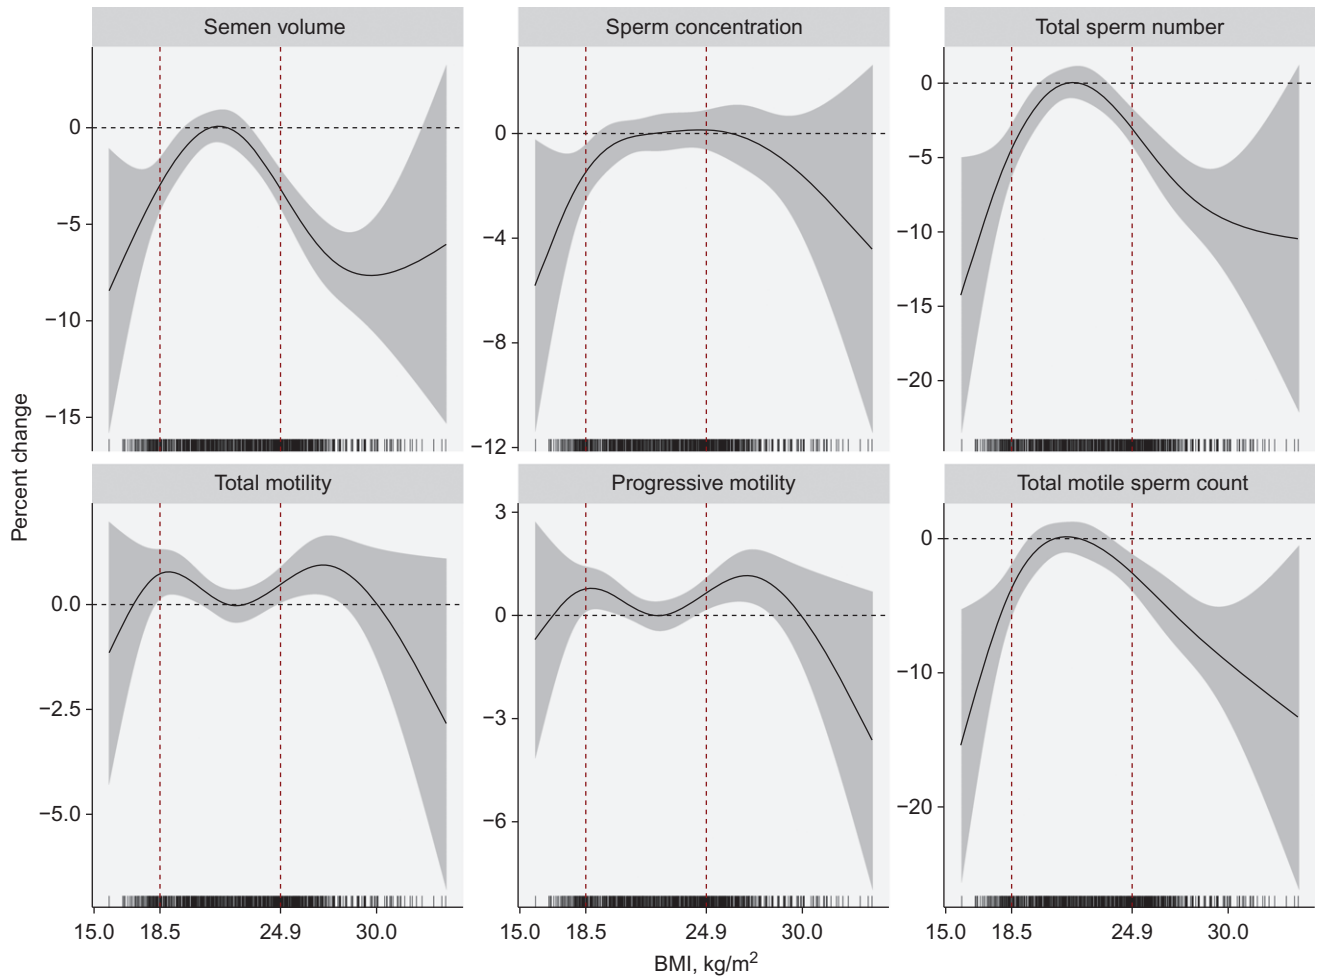 Semen volume
Sperm concentration
Total sperm number
0
−5
−10
−15
0
−4
−8
−12
0
−5
−10
−15
−20
Percent change
Total motility
Progressive motility
Total motile sperm count
0.0
−2.5
−5.0
3
0
−3
−6
0
−10
−20
15.0 18.5 24.9 30.0
15.0 18.5 24.9 30.0
15.0 18.5 24.9 30.0
BMI, kg/m²